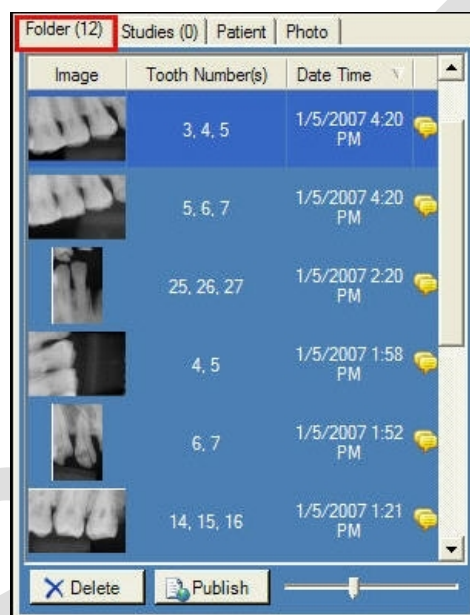 Folder (12) Studies (0) Patient Photo
Image Tooth Number(s) Date Time
3, 4, 5 1/5/2007 4:20 PM
5, 6, 7 1/5/2007 4:20 PM
25, 26, 27 1/5/2007 2:20 PM
4, 5 1/5/2007 1:58 PM
6, 7 1/5/2007 1:52 PM
14, 15, 16 1/5/2007 1:21 PM
Delete Publish